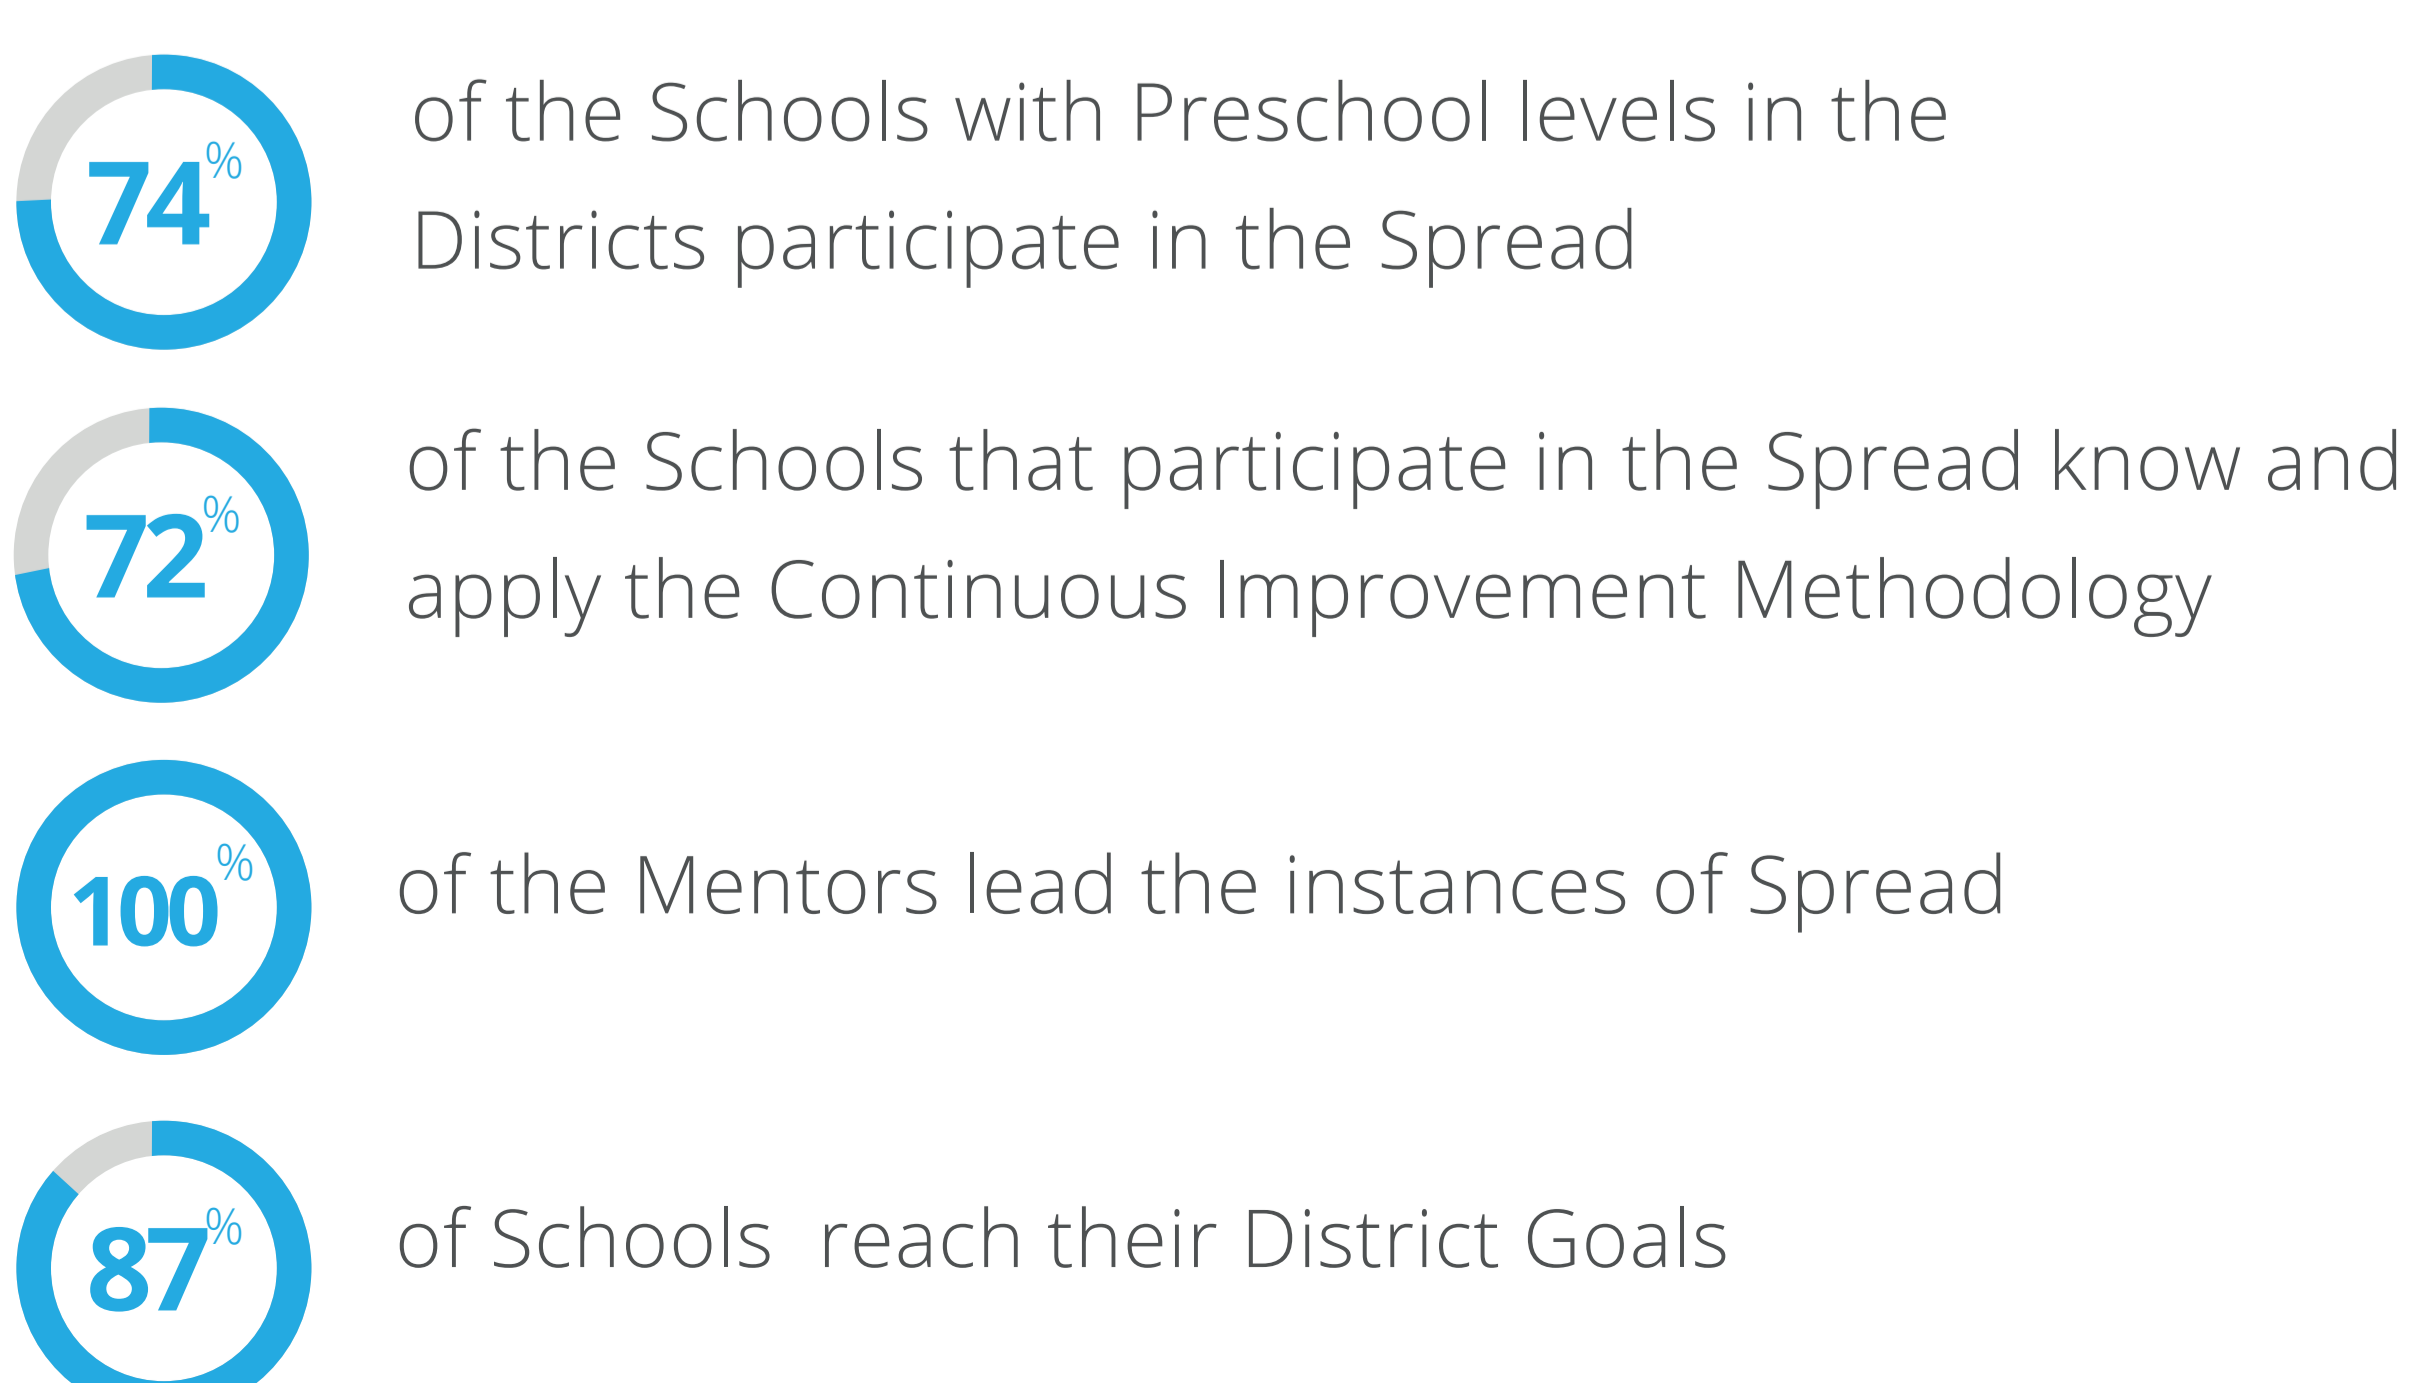 74%
of the Schools with Preschool levels in the
Districts participate in the Spread
72%
of the Schools that participate in the Spread know and
apply the Continuous Improvement Methodology
100%
of the Mentors lead the instances of Spread
87%
of Schools  reach their District Goals